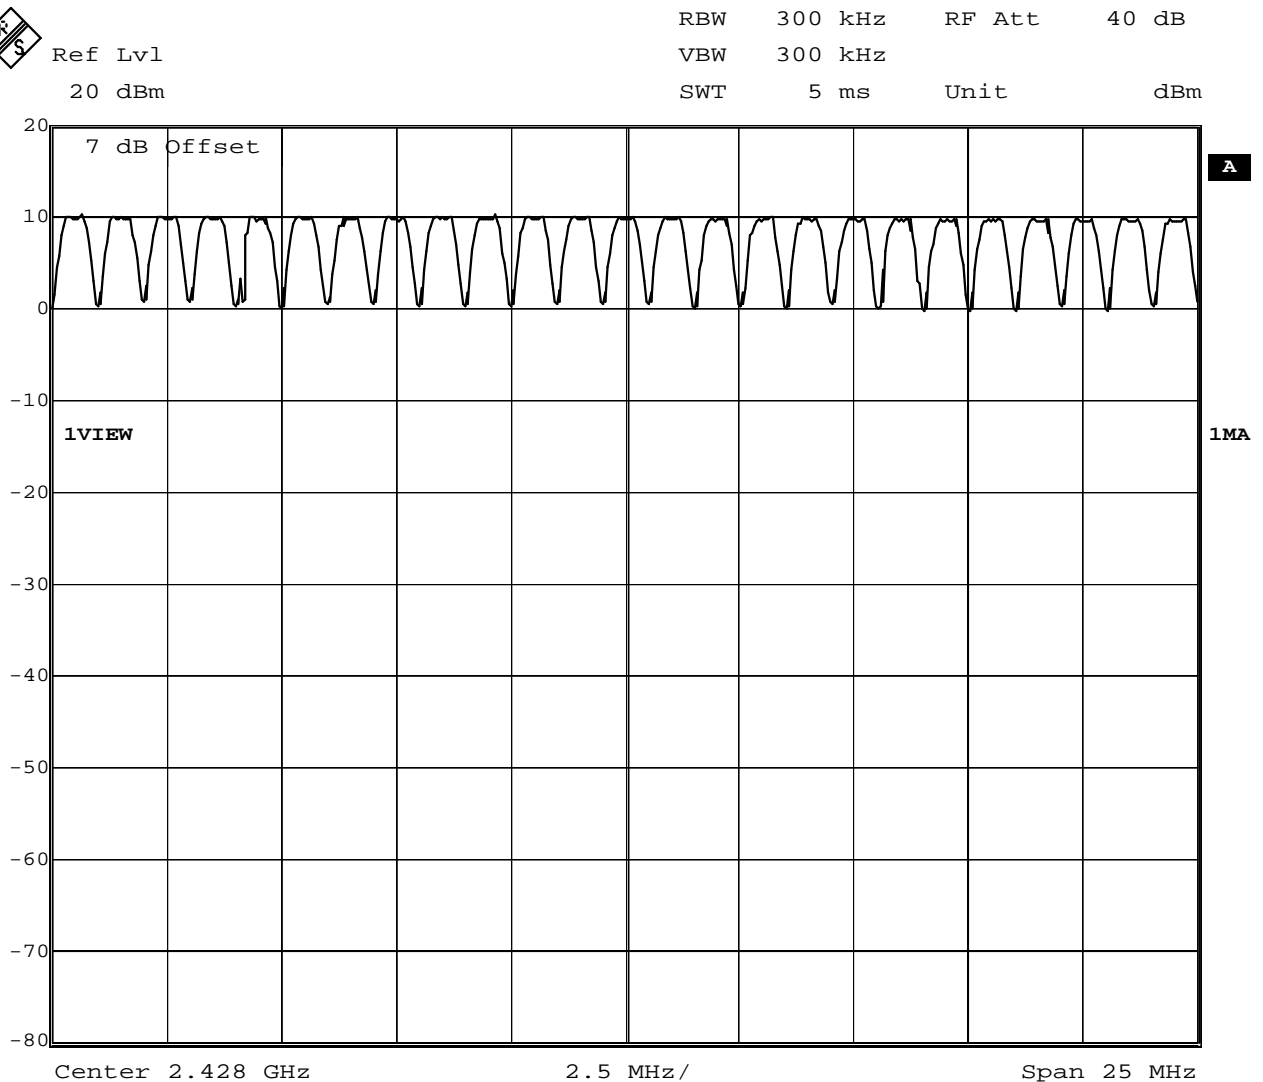 RBW 300 kHz RF Att 40 dB
Ref Lvl VBW 300 kHz
20 dBm SWT 5 ms Unit dBm
20
7 dB Offset
A
10
0
-10
1VIEW 1MA
-20
-30
-40
-50
-60
-70
-80
Center 2.428 GHz 2.5 MHz/ Span 25 MHz